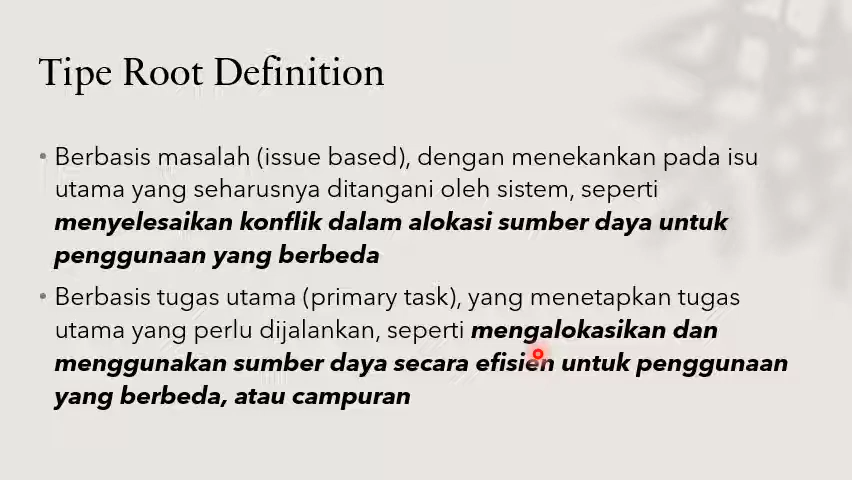 Tipe Root Definition
• Berbasis masalah (issue based), dengan menekankan pada isu
utama yang seharusnya ditangani oleh sistem, seperti
menyelesaikan konflik dalam alokasi sumber daya untuk
penggunaan yang berbeda
• Berbasis tugas utama (primary task), yang menetapkan tugas
utama yang perlu dijalankan, seperti mengalokasikan dan
menggunakan sumber daya secara efisien untuk penggunaan
yang berbeda, atau campuran